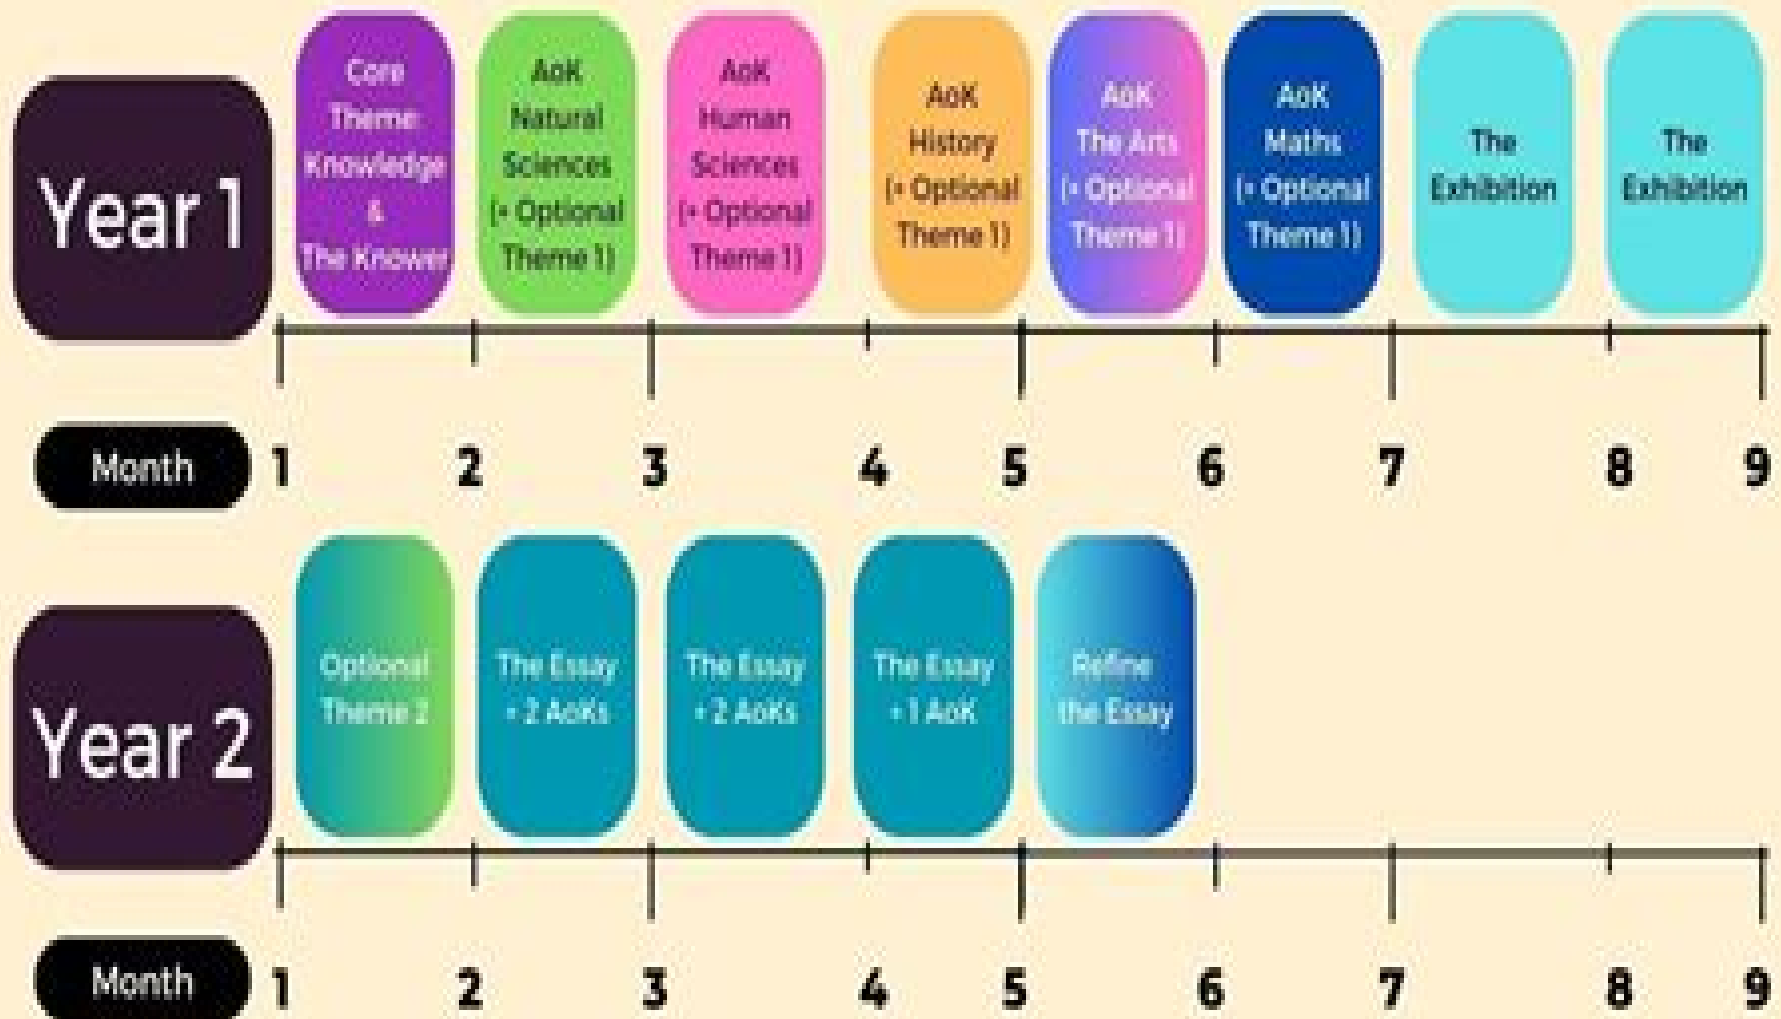 Year 1
Core
Theme:
Knowledge
&
The Knower
AoK
Natural
Sciences
(+ Optional
Theme 1)
AoK
Human
Sciences
(+ Optional
Theme 1)
AoK
History
(+ Optional
Theme 1)
AoK
The Arts
(+ Optional
Theme 1)
AoK
Maths
(+ Optional
Theme 1)
The
Exhibition
The
Exhibition
Month 1 2 3 4 5 6 7 8 9
Year 2
Optional
Theme 2
The Essay
+ 2 AoKs
The Essay
+ 2 AoKs
The Essay
+ 1 AoK
Refine
the Essay
Month 1 2 3 4 5 6 7 8 9